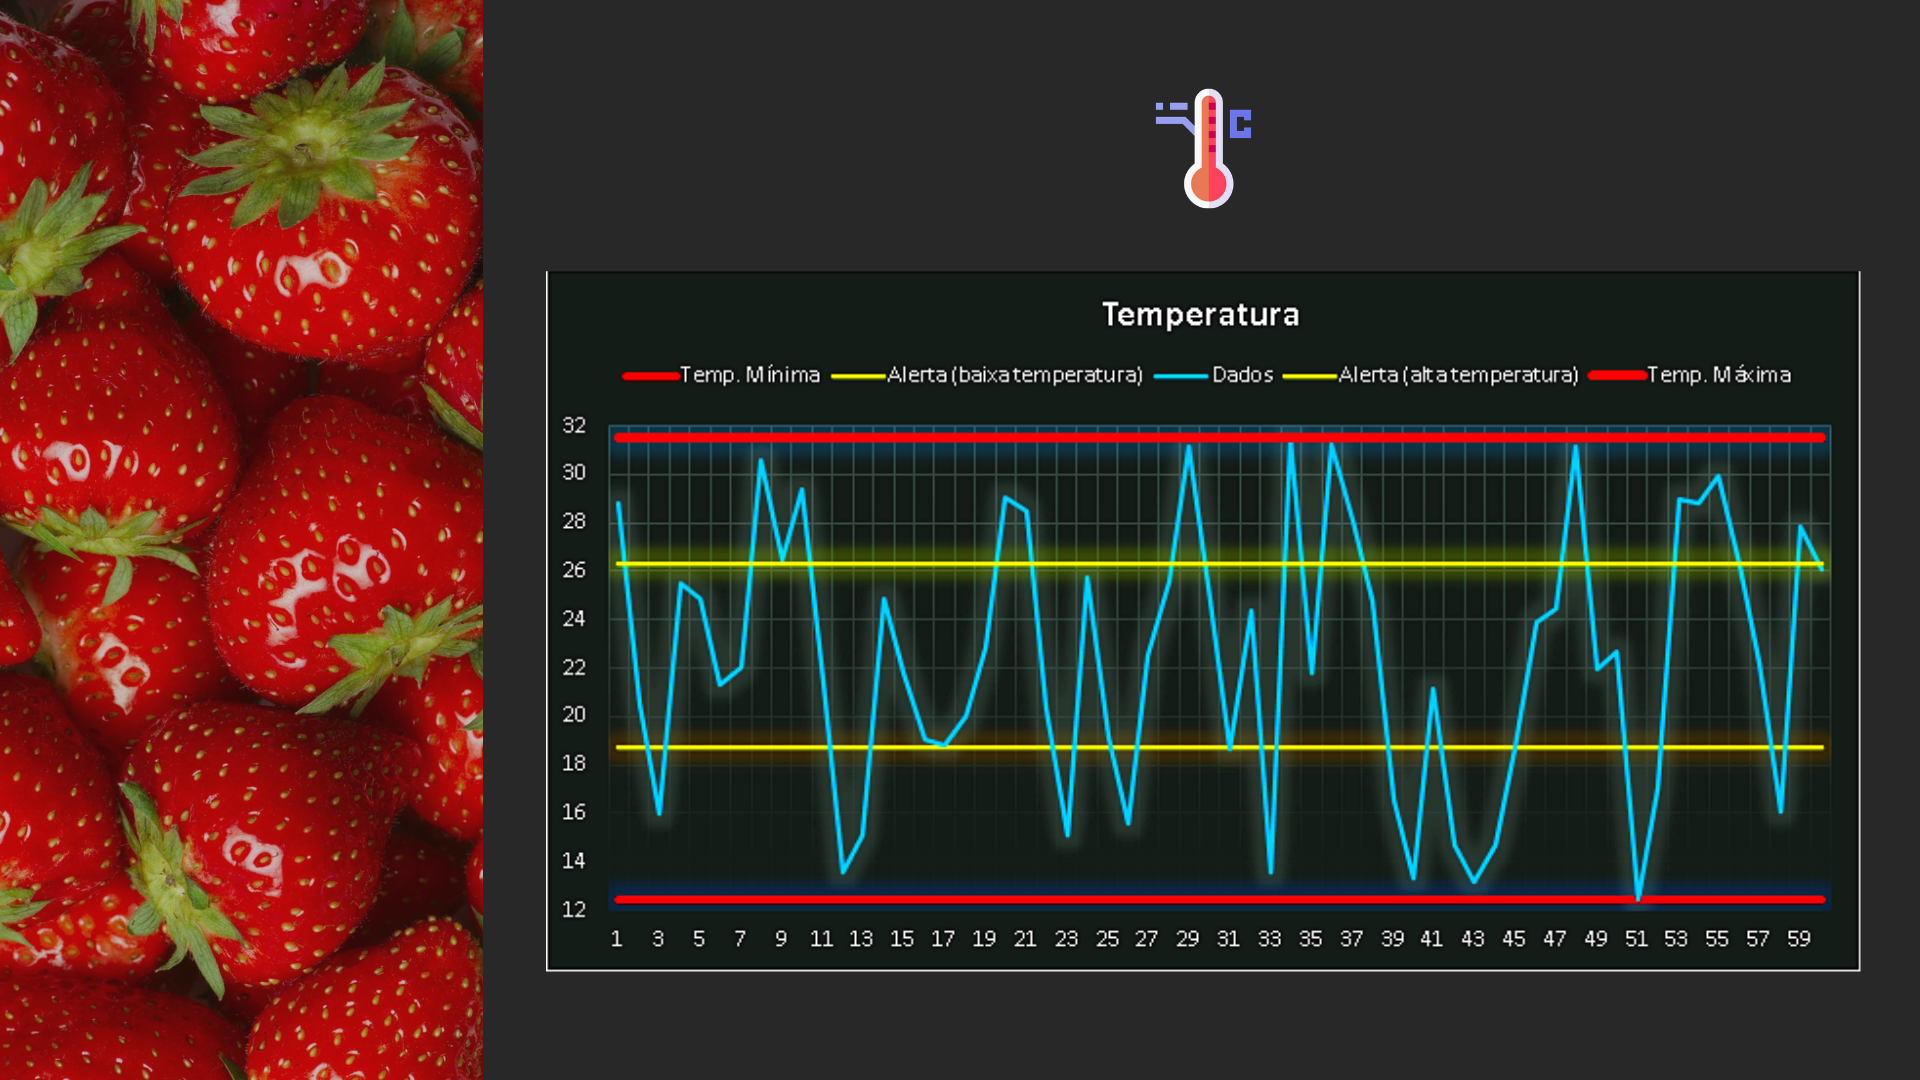 C
Temperatura
Temp. Mínima Alerta (baixa temperatura) Dados Alerta (alta temperatura) Temp. Máxima
32
30
28
26
24
22
20
18
16
14
12
1 3 5 7 9 11 13 15 17 19 21 23 25 27 29 31 33 35 37 39 41 43 45 47 49 51 53 55 57 59